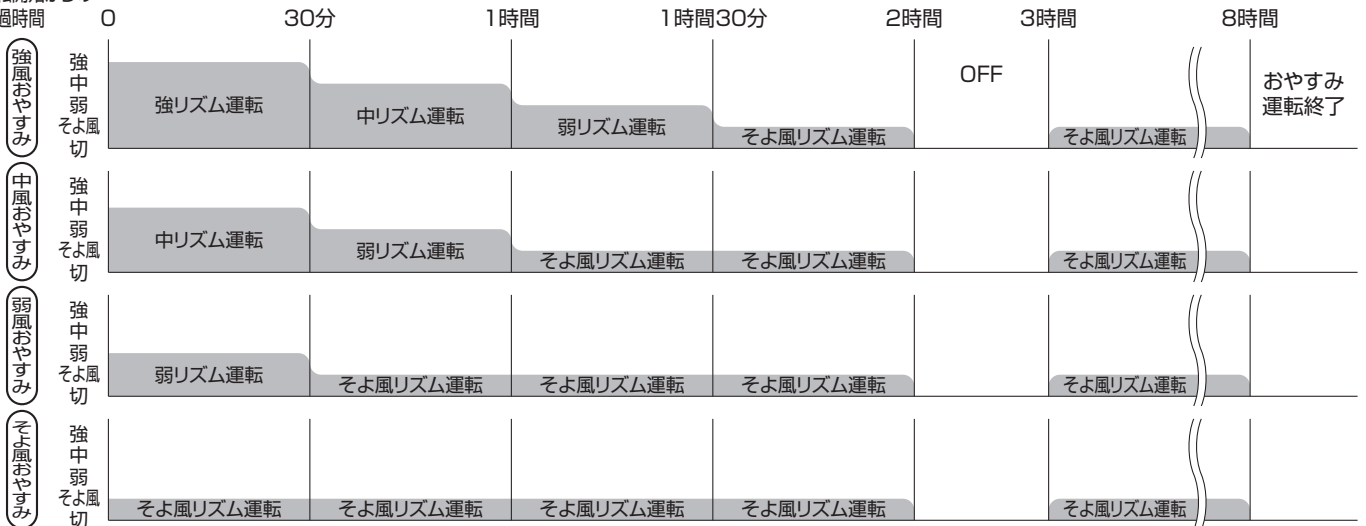 過時間 0 30分 1時間 1時間30分 2時間 3時間 8時間
強風おやすみ
強
中
弱
そよ風
切
強リズム運転
中リズム運転
弱リズム運転
そよ風リズム運転
OFF
そよ風リズム運転
おやすみ
運転終了
中風おやすみ
強
中
弱
そよ風
切
中リズム運転
弱リズム運転
そよ風リズム運転
そよ風リズム運転
そよ風リズム運転
弱風おやすみ
強
中
弱
そよ風
切
弱リズム運転
そよ風リズム運転
そよ風リズム運転
そよ風リズム運転
そよ風リズム運転
そよ風おやすみ
強
中
弱
そよ風
切
そよ風リズム運転
そよ風リズム運転
そよ風リズム運転
そよ風リズム運転
そよ風リズム運転